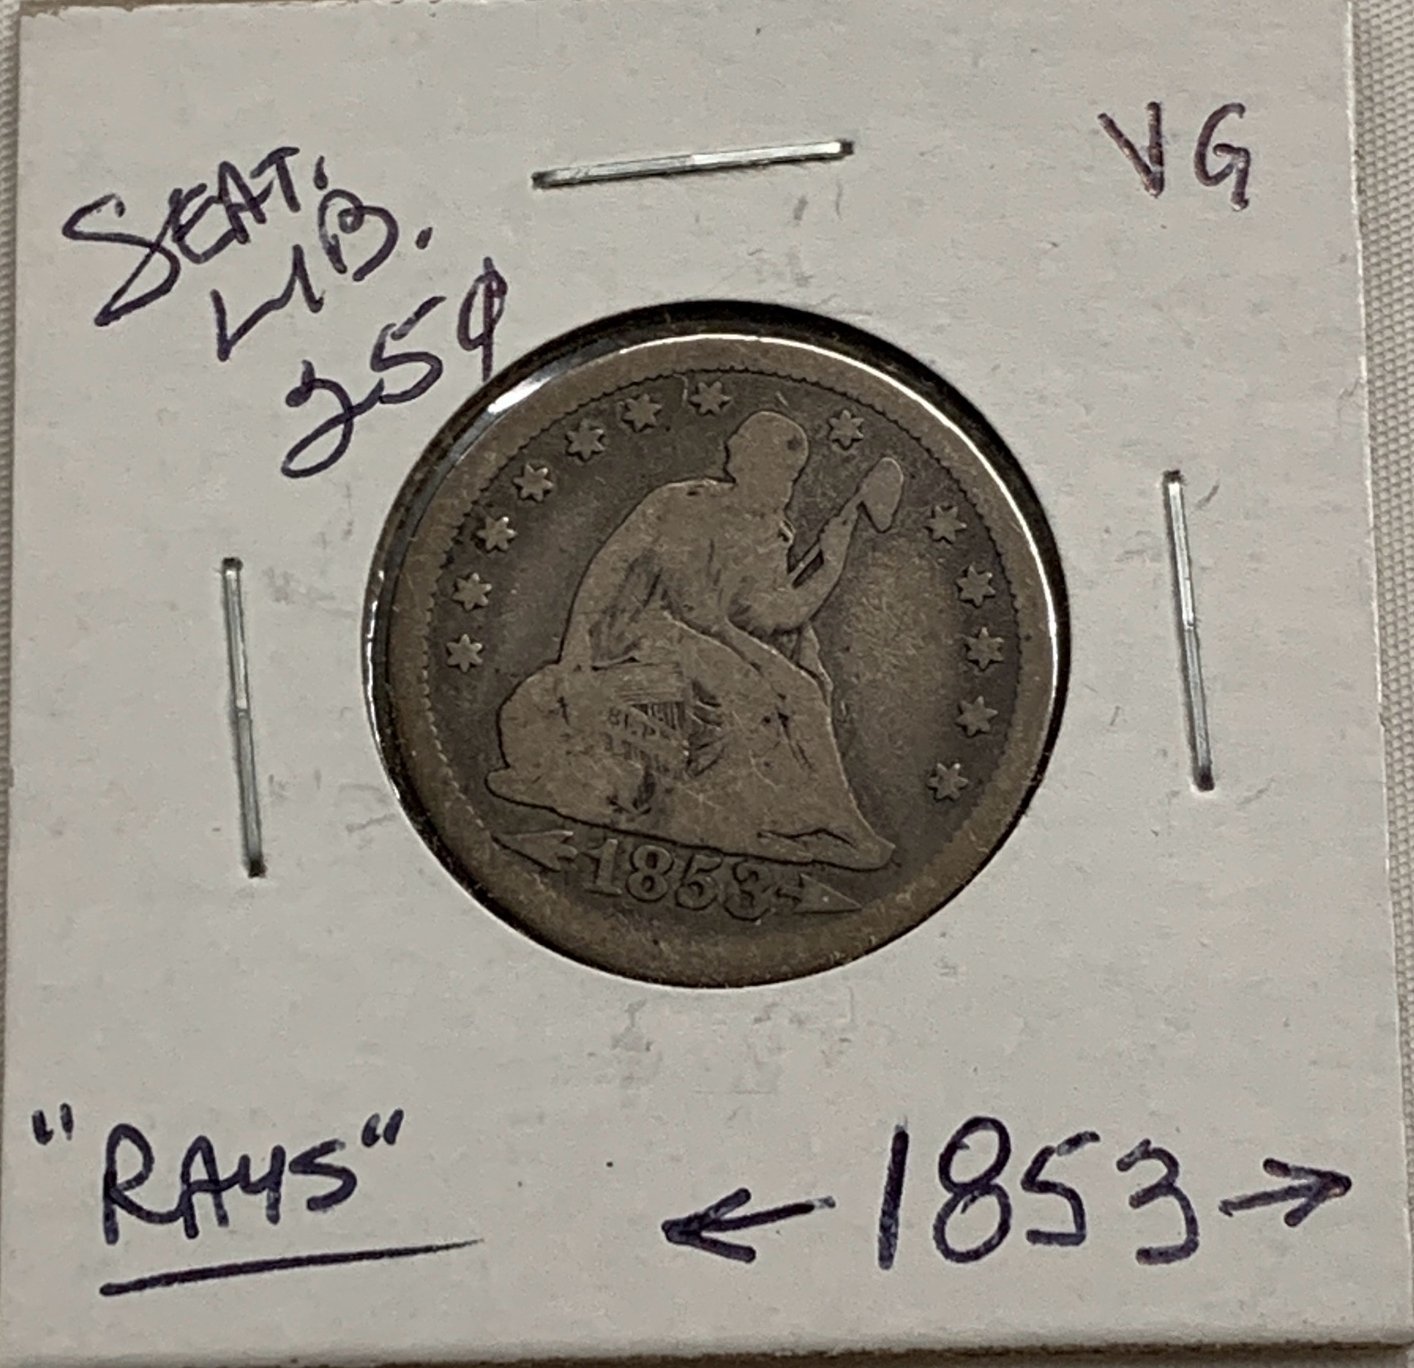 SEAT.
LIB.
25¢
VG
1853
"RAYS"
← 1853 →